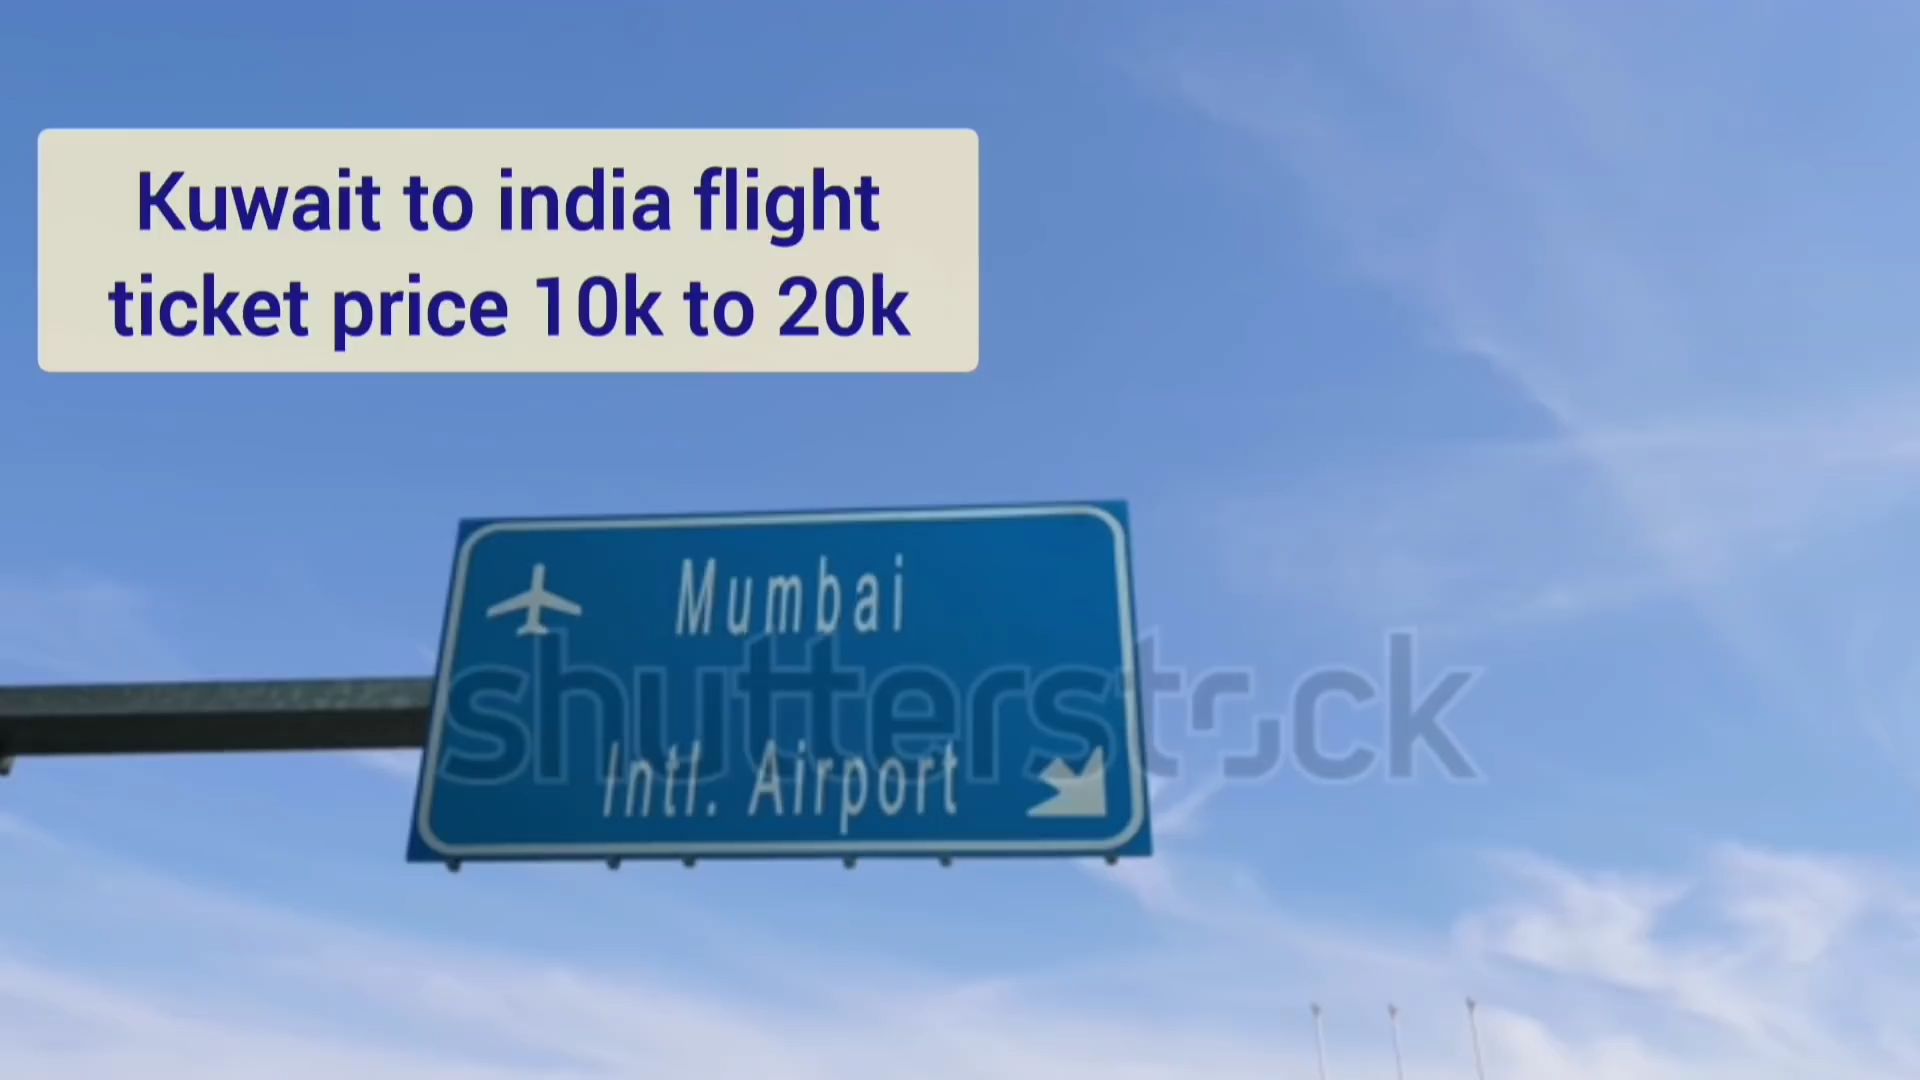 Kuwait to india flight
ticket price 10k to 20k
Mumbai
shutterstock
Intl. Airport